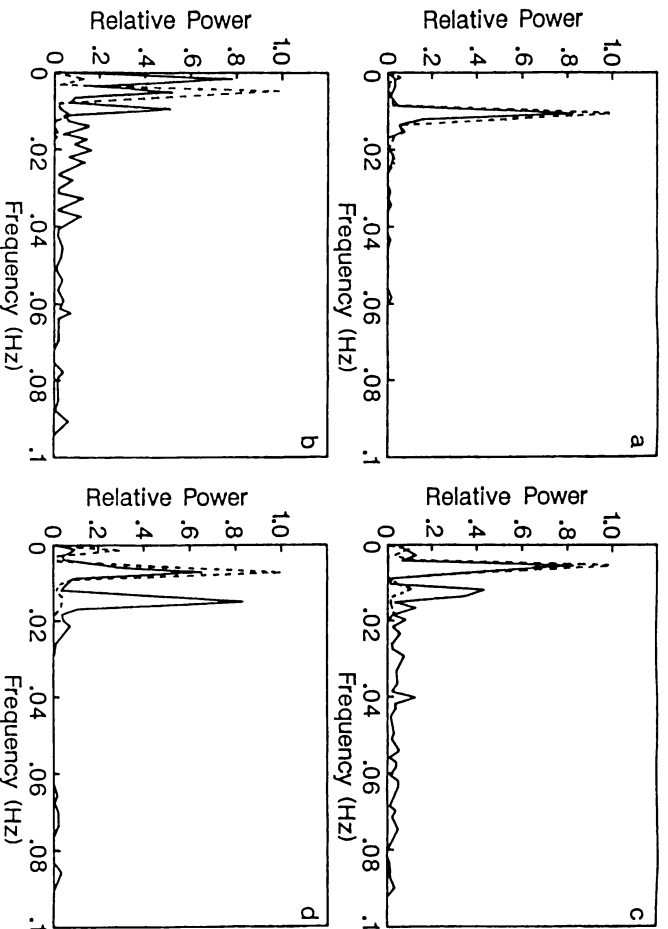 a
Relative Power
1.0
.8
.6
.4
.2
0
0 .02 .04 .06 .08 .1
Frequency (Hz)
c
Relative Power
1.0
.8
.6
.4
.2
0
0 .02 .04 .06 .08 .1
Frequency (Hz)
b
Relative Power
1.0
.8
.6
.4
.2
0
0 .02 .04 .06 .08 .1
Frequency (Hz)
d
Relative Power
1.0
.8
.6
.4
.2
0
0 .02 .04 .06 .08 .1
Frequency (Hz)